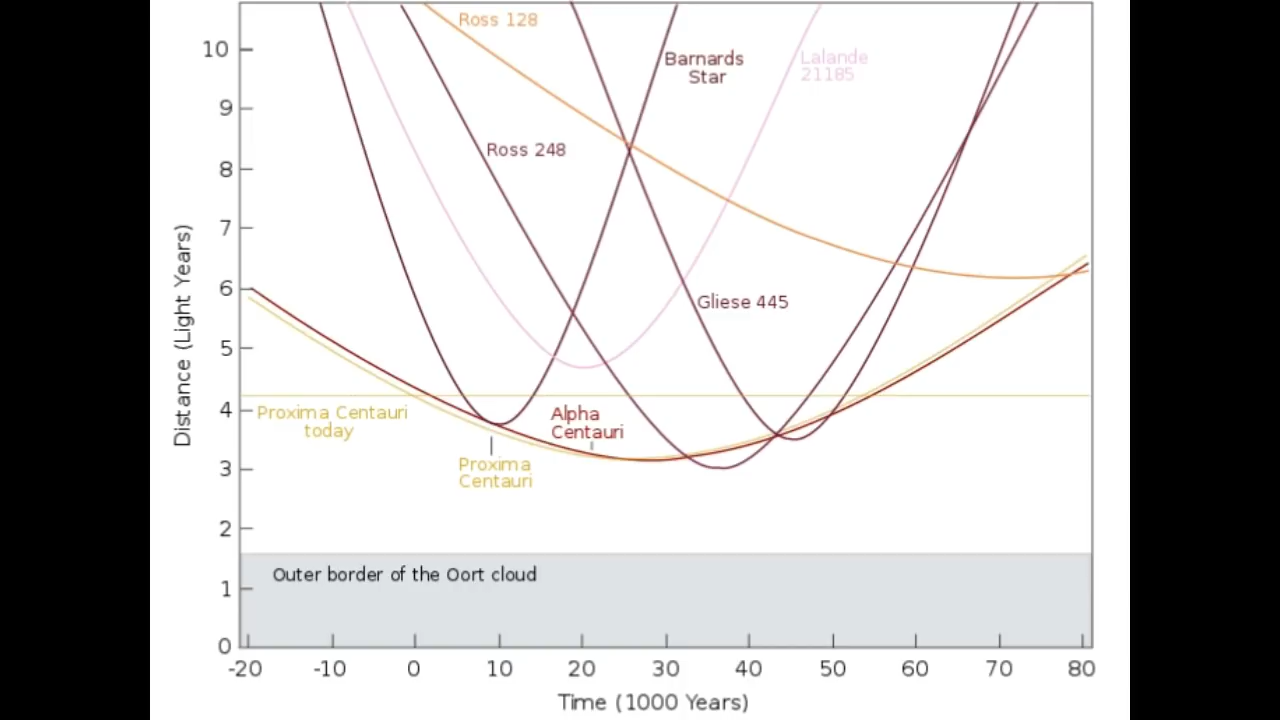 Ross 128
Barnards
Star
Lalande
21185
Ross 248
Gliese 445
Proxima Centauri
today
Alpha
Centauri
Proxima
Centauri
Outer border of the Oort cloud
Distance (Light Years)
10
9
8
7
6
5
4
3
2
1
0
-20 -10 0 10 20 30 40 50 60 70 80
Time (1000 Years)